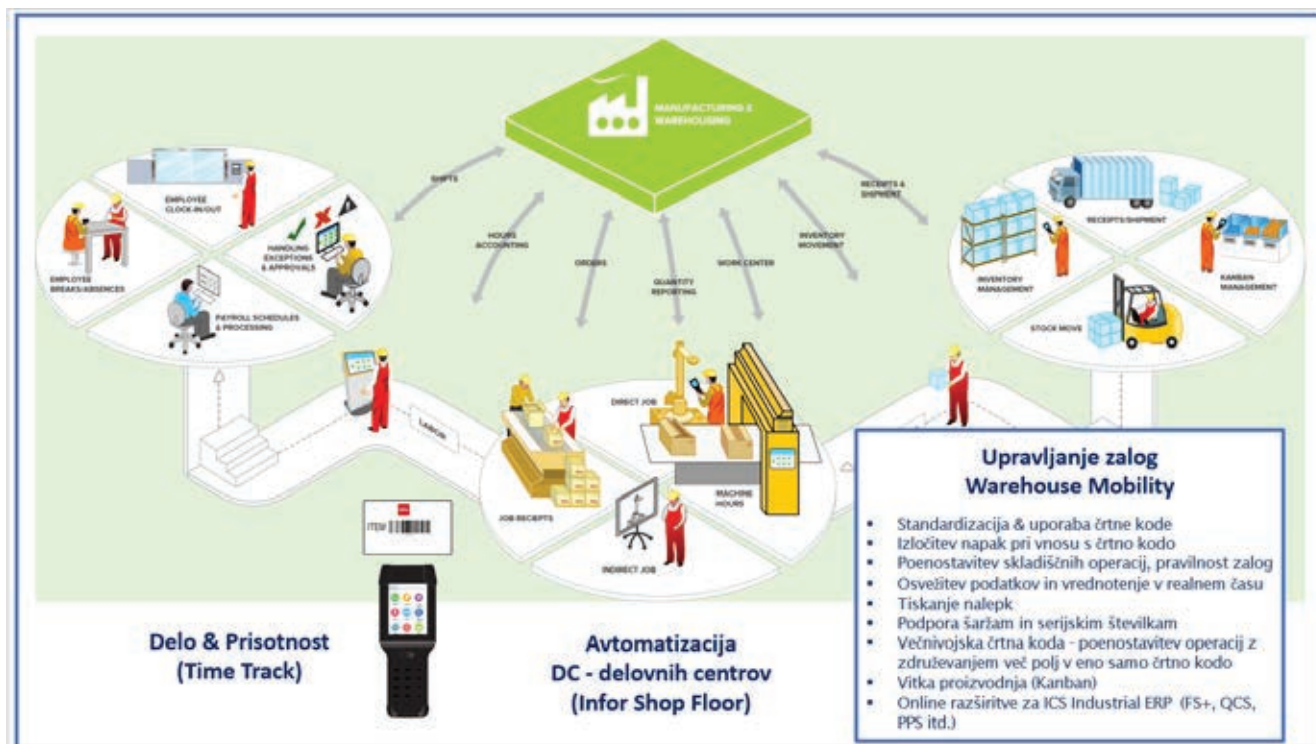 MANUFACTURING &
WAREHOUSING
SHIFTS
HOURS
ACCOUNTING
ORDERS
QUANTITY
REPORTING
WORK CENTER
INVENTORY
MOVEMENT
RECEIPTS &
SHIPMENT
EMPLOYEE
CLOCK-IN/OUT
HANDLING
EXCEPTIONS
& APPROVALS
EMPLOYEE
BREAKS/ABSENCES
PAYROLL SCHEDULES
& PROCESSING
RECEIPTS/SHIPMENT
INVENTORY
MANAGEMENT
KANBAN
MANAGEMENT
STOCK MOVE
LABOR
DIRECT JOB
JOB RECEIPTS
MACHINE
HOURS
INDIRECT JOB
ITEM
Delo & Prisotnost
(Time Track)
Avtomatizacija
DC - delovnih centrov
(Infor Shop Floor)
Upravljanje zalog
Warehouse Mobility
▪ Standardizacija & uporaba črtne kode
▪ Izločitev napak pri vnosu s črtno kodo
▪ Poenostavitev skladiščnih operacij, pravilnost zalog
▪ Osvežitev podatkov in vrednotenje v realnem času
▪ Tiskanje nalepk
▪ Podpora šaržam in serijskim številkam
▪ Večnivojska črtna koda - poenostavitev operacij z
združevanjem več polj v eno samo črtno kodo
▪ Vitka proizvodnja (Kanban)
▪ Online razširitve za ICS Industrial ERP (FS+, QCS,
PPS itd.)